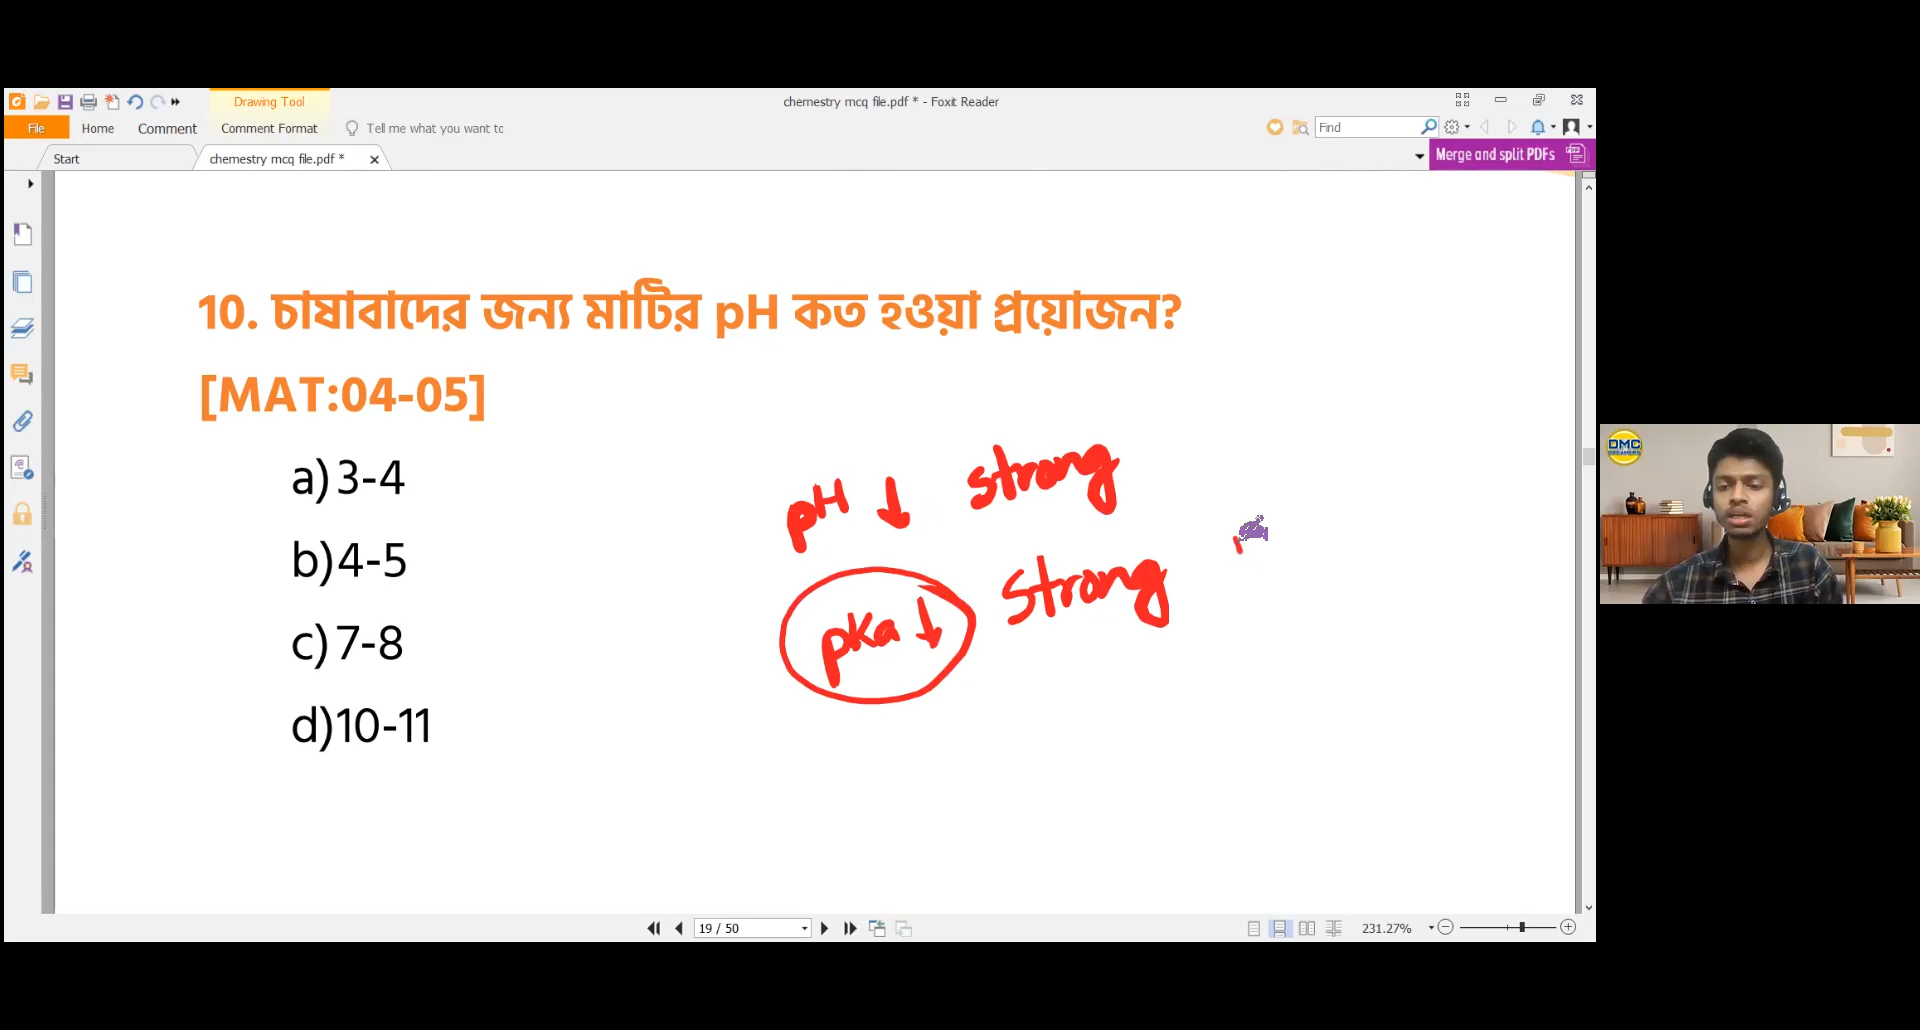 Drawing Tool
chemestry mcq file.pdf * - Foxit Reader
File Home Comment Comment Format Tell me what you want tc
Find
Start chemestry mcq file.pdf * Merge and split PDFs
10. চাষাবাদের জন্য মাটির pH কত হওয়া প্রয়োজন?
[MAT:04-05]
a) 3-4
b) 4-5
c) 7-8
d) 10-11
pH ↓ strong
pKa ↓ strong
DMC
DREAMERS
19 / 50
231.27%